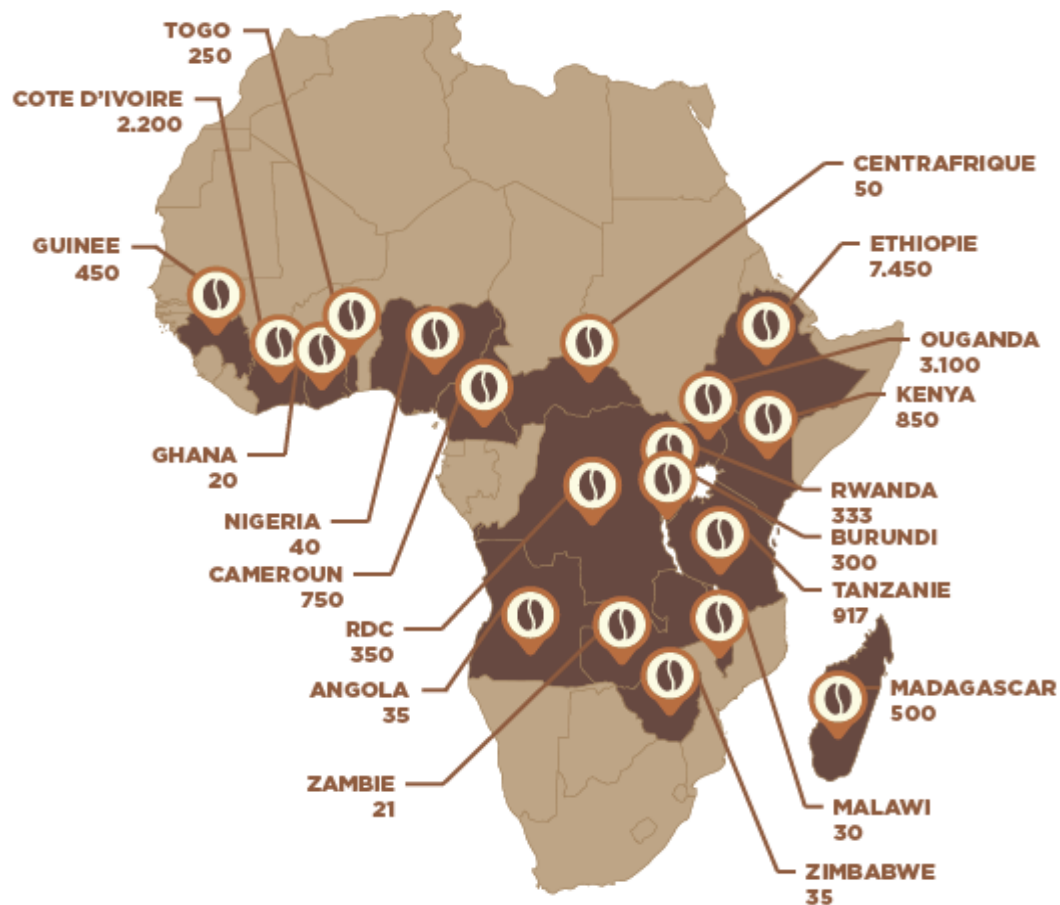 TOGO
250
COTE D'IVOIRE
2.200
GUINEE
450
GHANA
20
NIGERIA
40
CAMEROUN
750
RDC
350
ANGOLA
35
ZAMBIE
21
CENTRAFRIQUE
50
ETHIOPIE
7.450
OUGANDA
3.100
KENYA
850
RWANDA
333
BURUNDI
300
TANZANIE
917
MADAGASCAR
500
MALAWI
30
ZIMBABWE
35